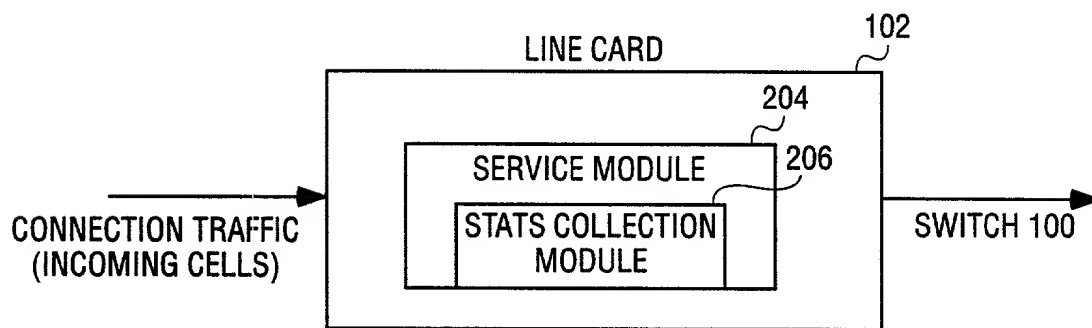 LINE CARD
102
204
SERVICE MODULE
206
STATS COLLECTION
MODULE
CONNECTION TRAFFIC
(INCOMING CELLS)
SWITCH 100